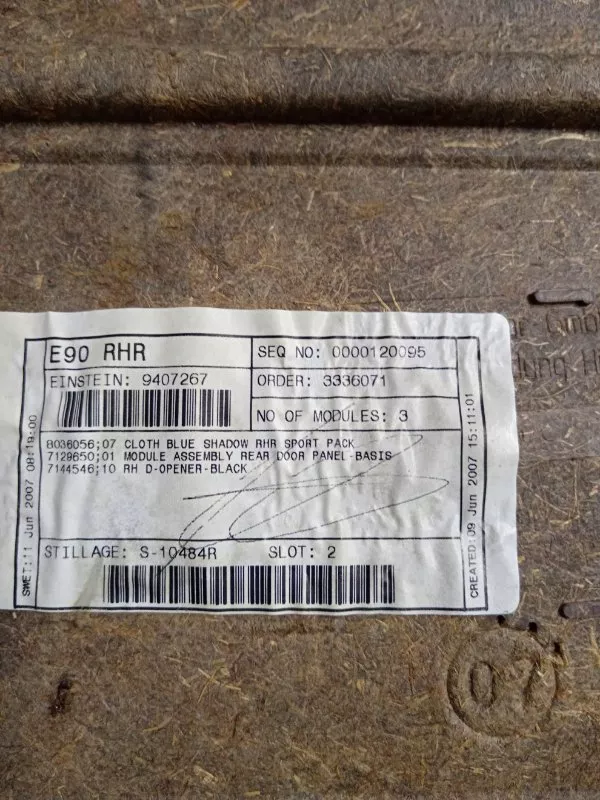 E90 RHR
SEQ NO: 0000120095
EINSTEIN: 9407267
ORDER: 3336071
NO OF MODULES: 3
8036056;07 CLOTH BLUE SHADOW RHR SPORT PACK
7129650;01 MODULE ASSEMBLY REAR DOOR PANEL-BASIS
7144546;10 RH D-OPENER-BLACK
STILLAGE: S-10484R SLOT: 2
SWET: 11 Jun 2007 08:19:00
CREATED: 09 Jun 2007 15:11:01
GmbH
07